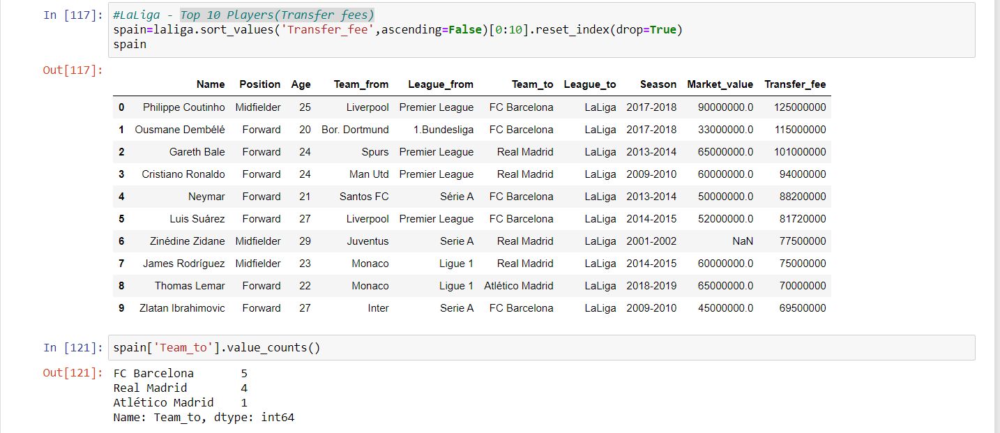 In [117]: #LaLiga - Top 10 Players(Transfer fees)
spain=laliga.sort_values('Transfer_fee',ascending=False)[0:10].reset_index(drop=True)
spain
Out[117]:
Name Position Age Team_from League_from Team_to League_to Season Market_value Transfer_fee
0 Philippe Coutinho Midfielder 25 Liverpool Premier League FC Barcelona LaLiga 2017-2018 90000000.0 125000000
1 Ousmane Dembélé Forward 20 Bor. Dortmund 1.Bundesliga FC Barcelona LaLiga 2017-2018 33000000.0 115000000
2 Gareth Bale Forward 24 Spurs Premier League Real Madrid LaLiga 2013-2014 65000000.0 101000000
3 Cristiano Ronaldo Forward 24 Man Utd Premier League Real Madrid LaLiga 2009-2010 60000000.0 94000000
4 Neymar Forward 21 Santos FC Série A FC Barcelona LaLiga 2013-2014 50000000.0 88200000
5 Luis Suárez Forward 27 Liverpool Premier League FC Barcelona LaLiga 2014-2015 52000000.0 81720000
6 Zinédine Zidane Midfielder 29 Juventus Serie A Real Madrid LaLiga 2001-2002 NaN 77500000
7 James Rodríguez Midfielder 23 Monaco Ligue 1 Real Madrid LaLiga 2014-2015 60000000.0 75000000
8 Thomas Lemar Forward 22 Monaco Ligue 1 Atlético Madrid LaLiga 2018-2019 65000000.0 70000000
9 Zlatan Ibrahimovic Forward 27 Inter Serie A FC Barcelona LaLiga 2009-2010 45000000.0 69500000
In [121]: spain['Team_to'].value_counts()
Out[121]: FC Barcelona 5
Real Madrid 4
Atlético Madrid 1
Name: Team_to, dtype: int64